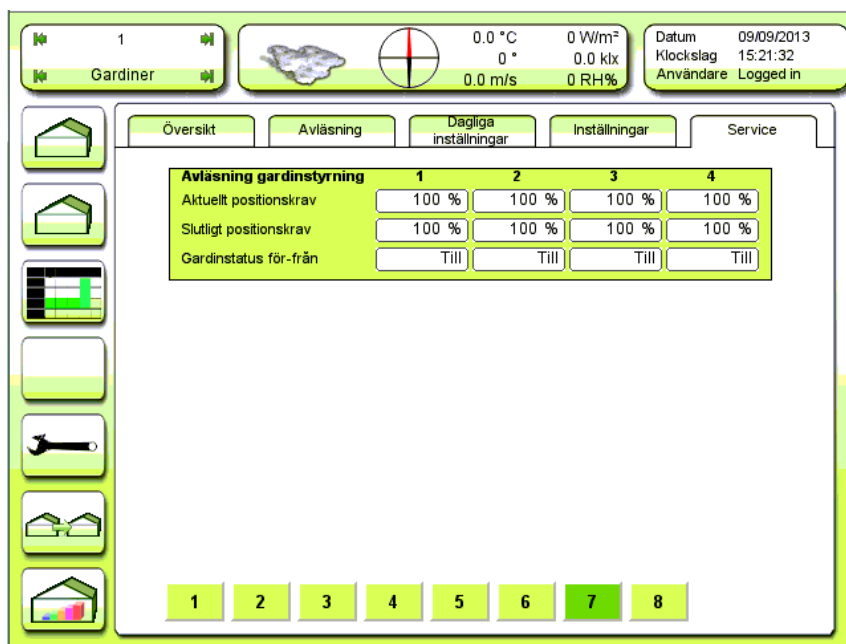 1
Gardiner
0.0 °C 0 W/m²
0 ° 0.0 klx
0.0 m/s 0 RH%
Datum 09/09/2013
Klockslag 15:21:32
Användare Logged in
Översikt Avläsning Dagliga inställningar Inställningar Service
Avläsning gardinstyrning 1 2 3 4
Aktuellt positionskrav 100 % 100 % 100 % 100 %
Slutligt positionskrav 100 % 100 % 100 % 100 %
Gardinstatus för-från Till Till Till Till
1 2 3 4 5 6 7 8